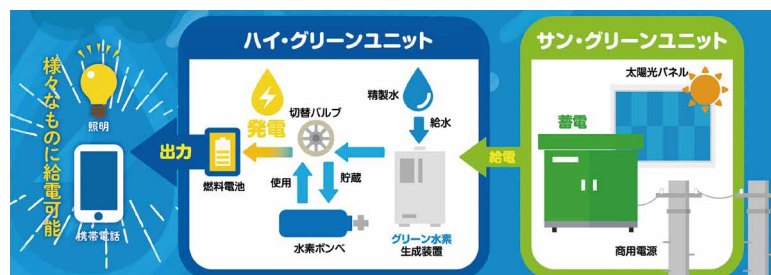 様々なものに給電可能
照明
携帯電話
出力
ハイ・グリーンユニット
発電
燃料電池
切替バルブ
使用
貯蔵
水素ボンベ
精製水
給水
グリーン水素
生成装置
給電
サン・グリーンユニット
太陽光パネル
蓄電
商用電源